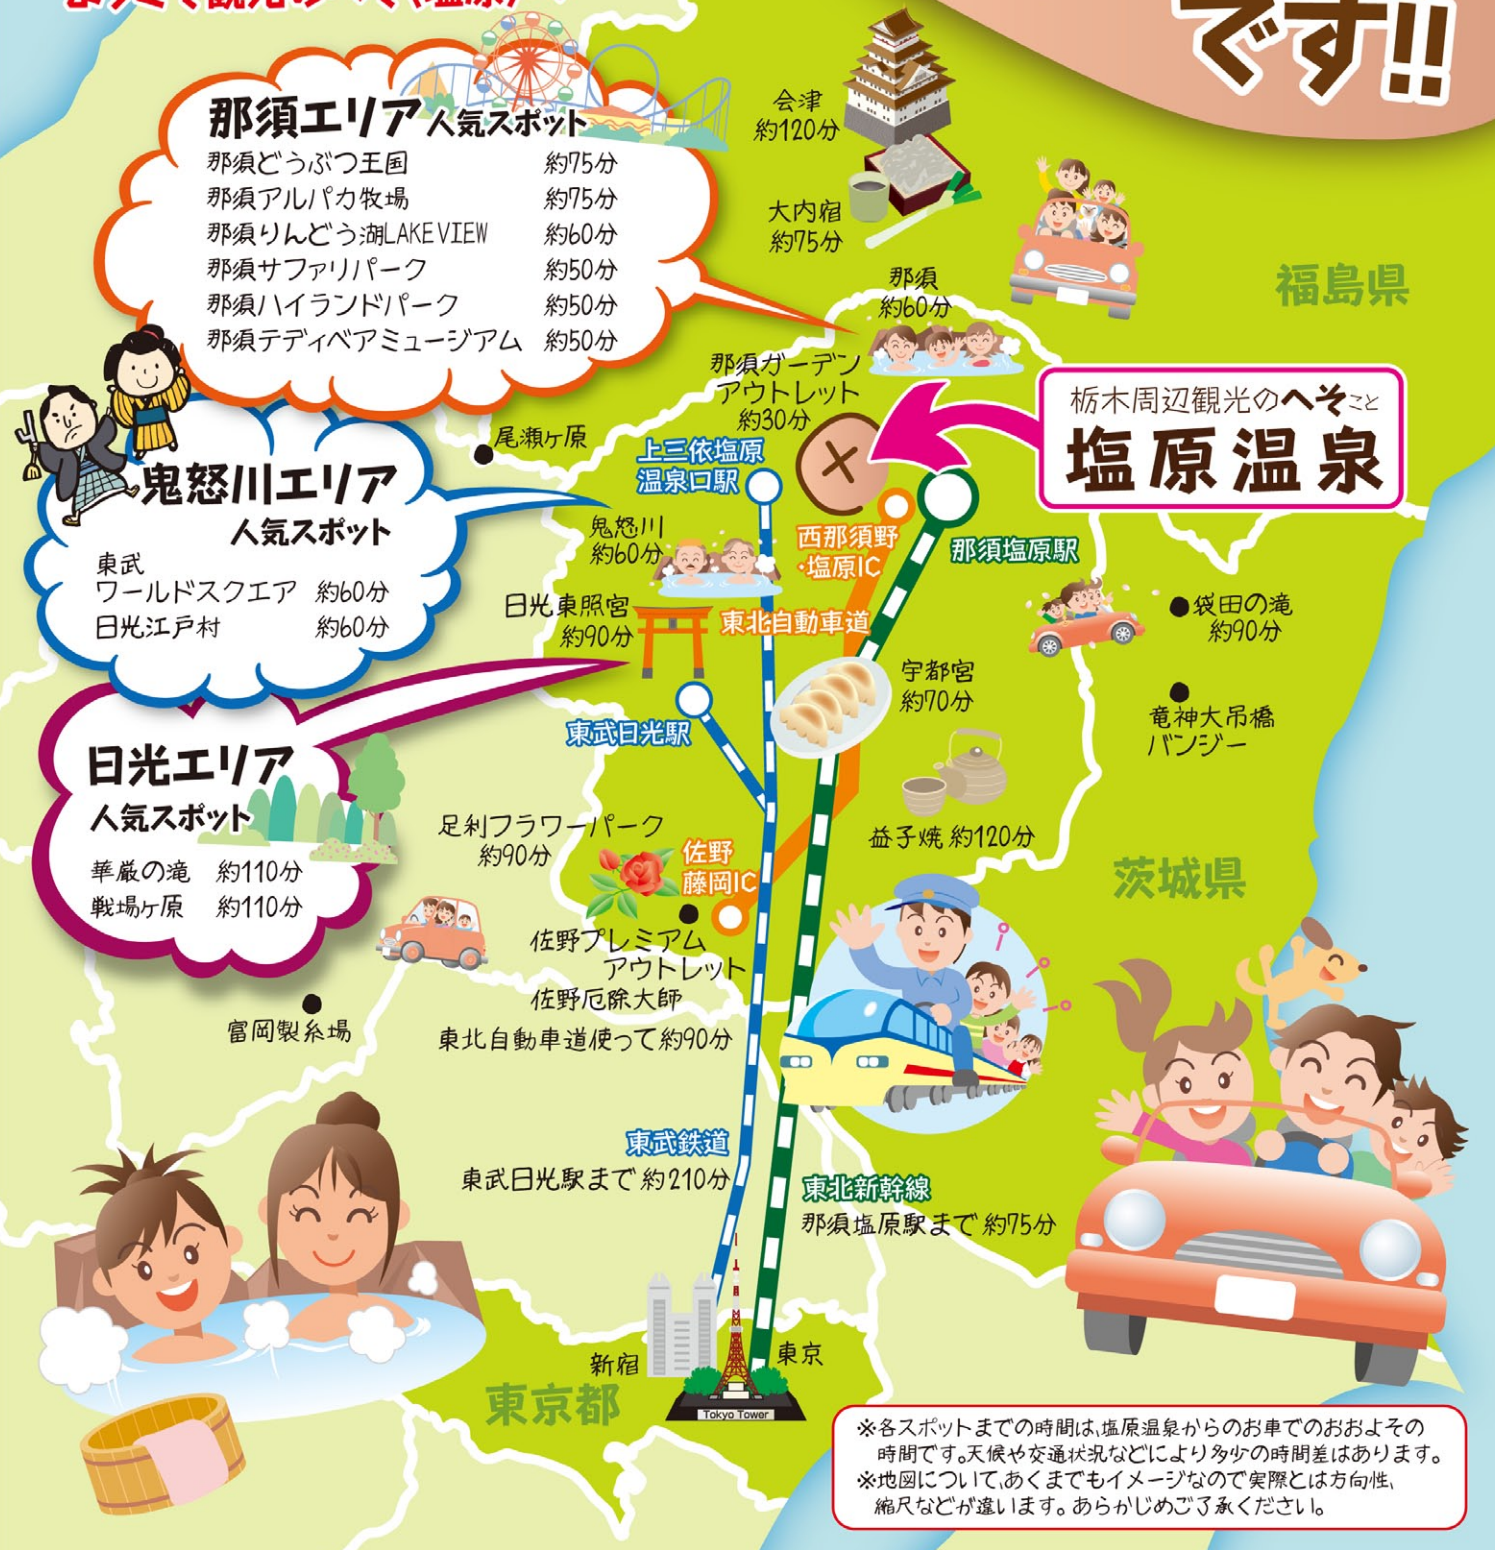 です!!
那須エリア人気スポット
那須どうぶつ王国 約75分
那須アルパカ牧場 約75分
那須りんどう湖LAKE VIEW 約60分
那須サファリパーク 約50分
那須ハイランドパーク 約50分
那須テディベアミュージアム 約50分
会津
約120分
大内宿
約75分
那須
約60分
福島県
那須ガーデン
アウトレット
約30分
栃木周辺観光のへそこと
塩原温泉
尾瀬ヶ原
上三依塩原
温泉口駅
西那須野
・塩原IC
那須塩原駅
鬼怒川エリア
人気スポット
東武
ワールドスクエア 約60分
日光江戸村 約60分
鬼怒川
約60分
日光東照宮
約90分
東北自動車道
袋田の滝
約90分
宇都宮
約70分
竜神大吊橋
バンジー
東武日光駅
日光エリア
人気スポット
華厳の滝 約110分
戦場ヶ原 約110分
益子焼 約120分
足利フラワーパーク
約90分
佐野
藤岡IC
茨城県
佐野プレミアム
アウトレット
佐野厄除大師
東北自動車道使って約90分
富岡製糸場
東武鉄道
東武日光駅まで 約210分
東北新幹線
那須塩原駅まで 約75分
新宿
東京
東京都
Tokyo Tower
※各スポットまでの時間は、塩原温泉からのお車でのおおよその
時間です。天候や交通状況などにより多少の時間差はあります。
※地図について、あくまでもイメージなので実際とは方向性、
縮尺などが違います。あらかじめご了承ください。